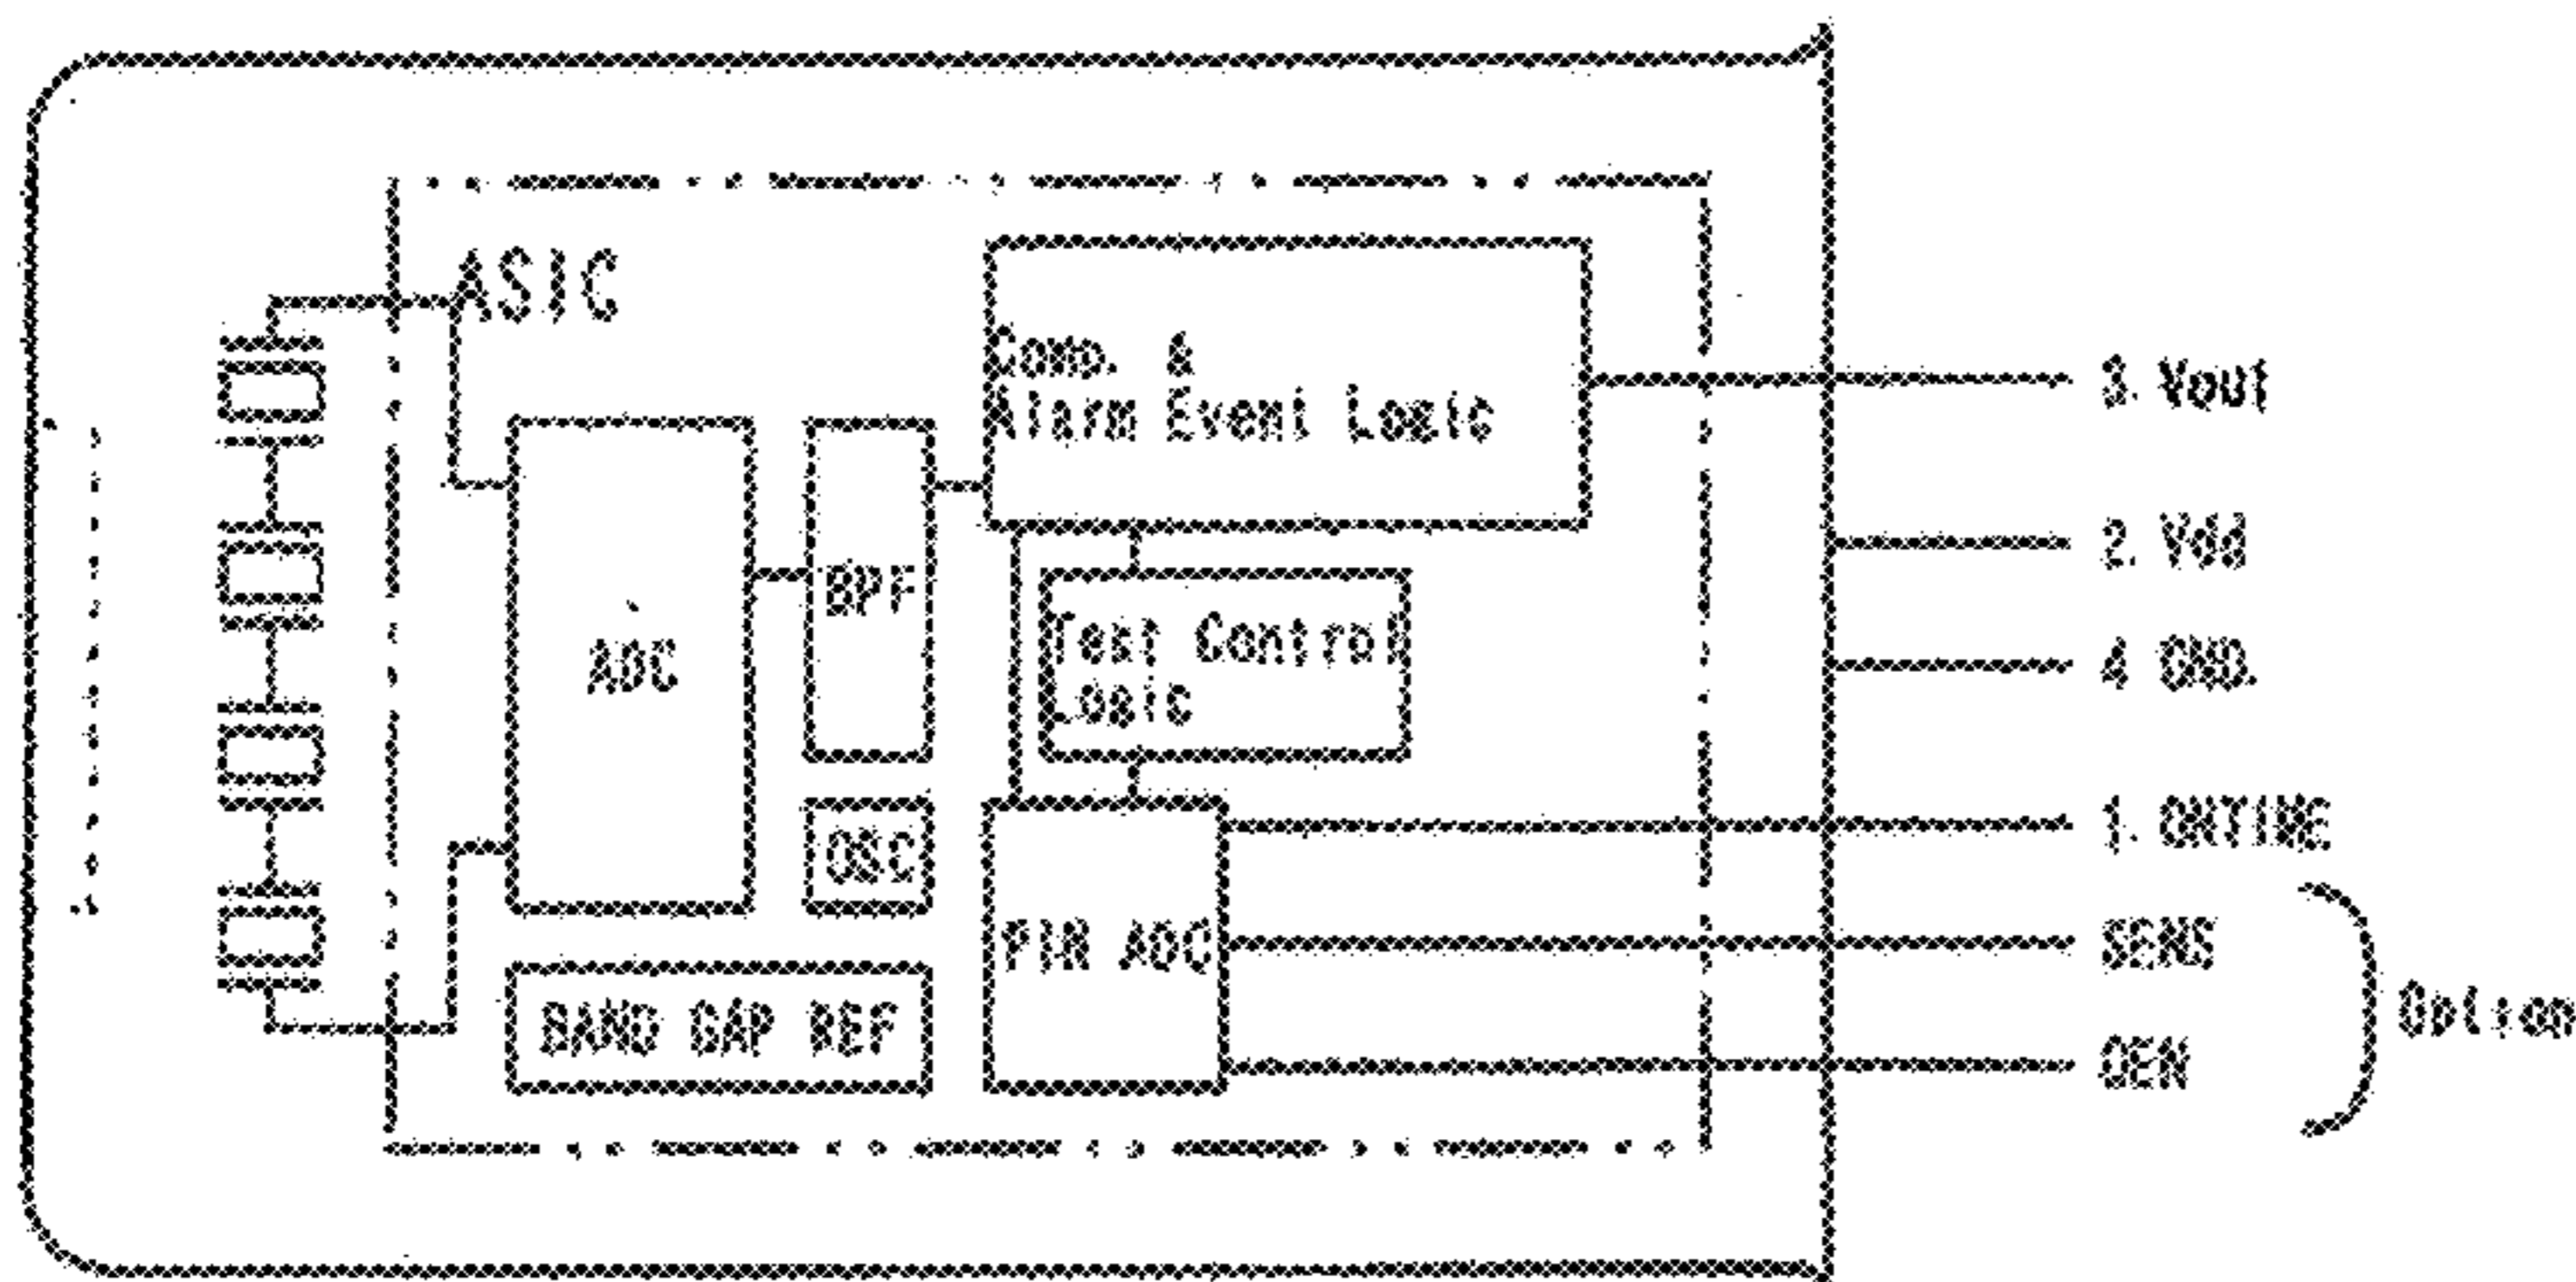 ASIC
Comp. &
Alarm Event Logic
3. Vout
2. Vdd
BPF
Test Control
Logic
ADC
4 GND.
1. ONTIME
OSC
SENS
PIN ADC
Option
BAND GAP REF
OEN